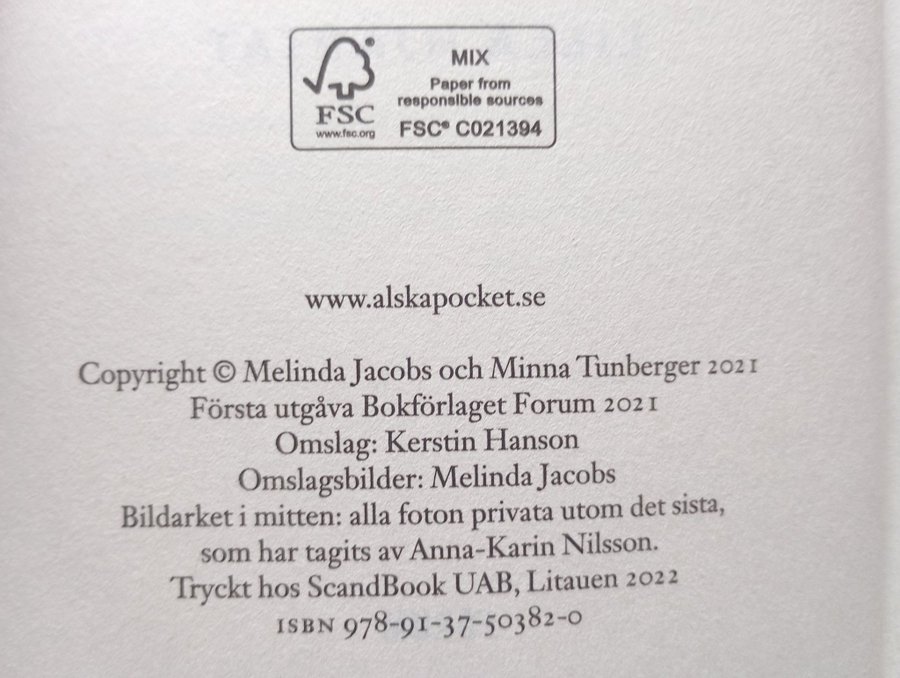 FSC
www.fsc.org
MIX
Paper from
responsible sources
FSC® C021394
www.alskapocket.se
Copyright © Melinda Jacobs och Minna Tunberger 2021
Första utgåva Bokförlaget Forum 2021
Omslag: Kerstin Hanson
Omslagsbilder: Melinda Jacobs
Bildarket i mitten: alla foton privata utom det sista,
som har tagits av Anna-Karin Nilsson.
Tryckt hos ScandBook UAB, Litauen 2022
ISBN 978-91-37-50382-0